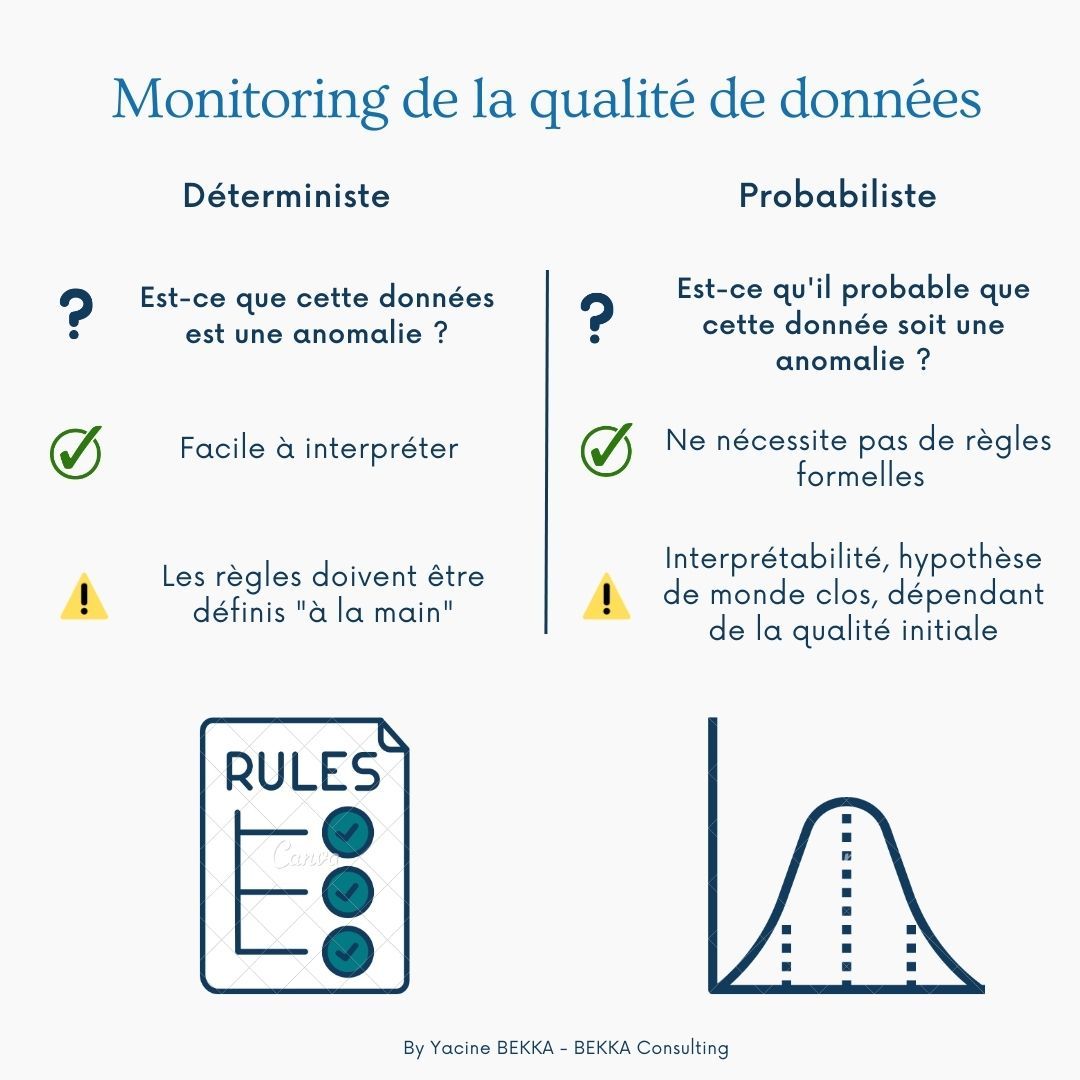 Monitoring de la qualité de données
Déterministe
Est-ce que cette données
est une anomalie ?
Facile à interpréter
Les règles doivent être
définis "à la main"
RULES
Canva
Probabiliste
Est-ce qu'il probable que
cette donnée soit une
anomalie ?
Ne nécessite pas de règles
formelles
Interprétabilité, hypothèse
de monde clos, dépendant
de la qualité initiale
By Yacine BEKKA - BEKKA Consulting